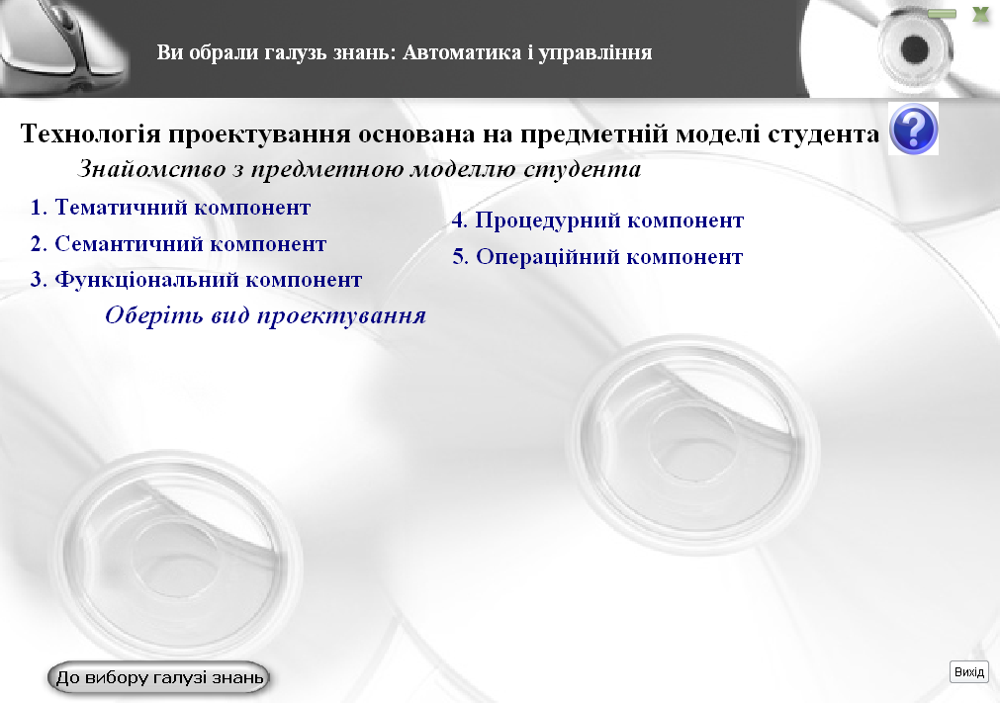 Ви обрали галузь знань: Автоматика і управління
Технологія проектування основана на предметній моделі студента
Знайомство з предметною моделлю студента
1. Тематичний компонент
2. Семантичний компонент
3. Функціональний компонент
4. Процедурний компонент
5. Операційний компонент
Оберіть вид проектування
До вибору галузі знань
Вихід